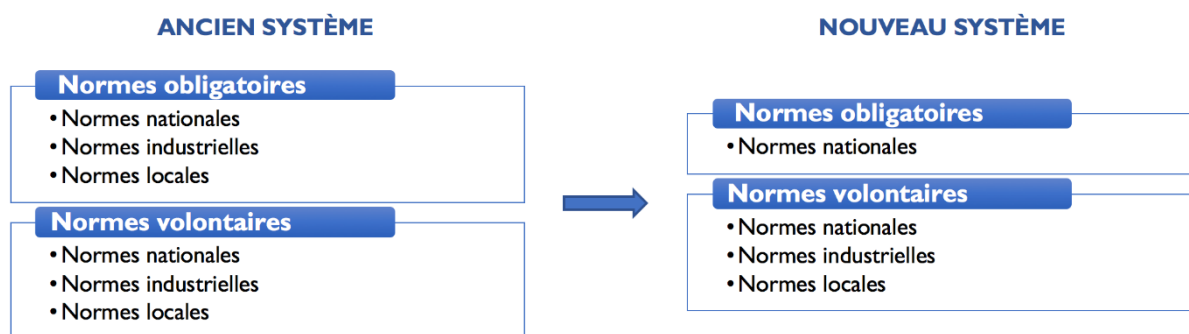 ANCIEN SYSTÈME
Normes obligatoires
• Normes nationales
• Normes industrielles
• Normes locales
Normes volontaires
• Normes nationales
• Normes industrielles
• Normes locales
NOUVEAU SYSTÈME
Normes obligatoires
• Normes nationales
Normes volontaires
• Normes nationales
• Normes industrielles
• Normes locales